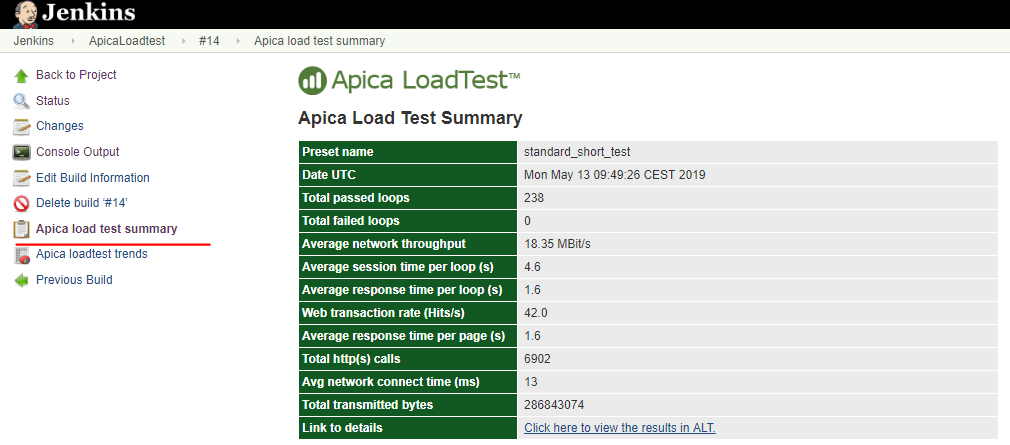 Jenkins
Jenkins ApicaLoadtest #14 Apica load test summary
Back to Project
Status
Changes
Console Output
Edit Build Information
Delete build ‘#14’
Apica load test summary
Apica loadtest trends
Previous Build
Apica LoadTest™
Apica Load Test Summary
Preset name standard_short_test
Date UTC Mon May 13 09:49:26 CEST 2019
Total passed loops 238
Total failed loops 0
Average network throughput 18.35 MBit/s
Average session time per loop (s) 4.6
Average response time per loop (s) 1.6
Web transaction rate (Hits/s) 42.0
Average response time per page (s) 1.6
Total http(s) calls 6902
Avg network connect time (ms) 13
Total transmitted bytes 286843074
Link to details Click here to view the results in ALT.